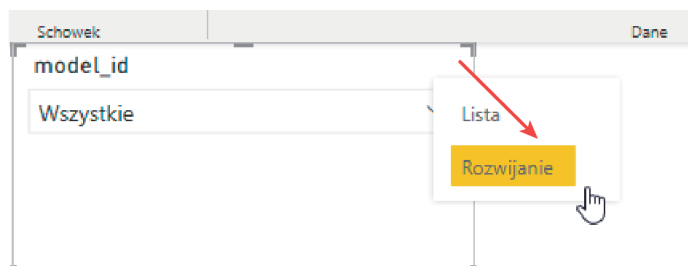 Schowek Dane
model_id
Wszystkie
Lista
Rozwijanie